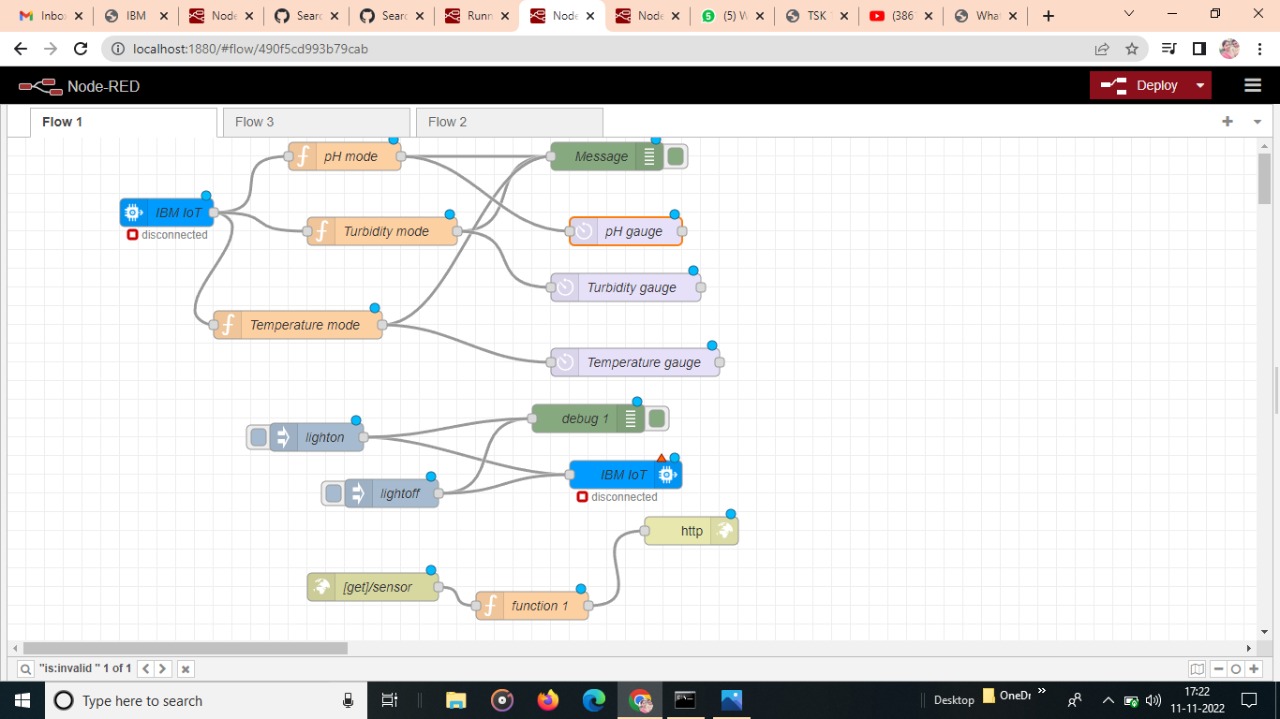 Inbo
IBM
Node
Searc
Searc
Runn
Node
Node
(5) W
TSK
(386
Wha
localhost:1880/#flow/490f5cd993b79cab
Node-RED
Deploy
Flow 1
Flow 3
Flow 2
pH mode
Message
IBM IoT
disconnected
Turbidity mode
pH gauge
Turbidity gauge
Temperature mode
Temperature gauge
debug 1
lighton
IBM IoT
disconnected
lightoff
http
[get]/sensor
function 1
"is:invalid " 1 of 1
Type here to search
Desktop
OneDr
17:22
11-11-2022